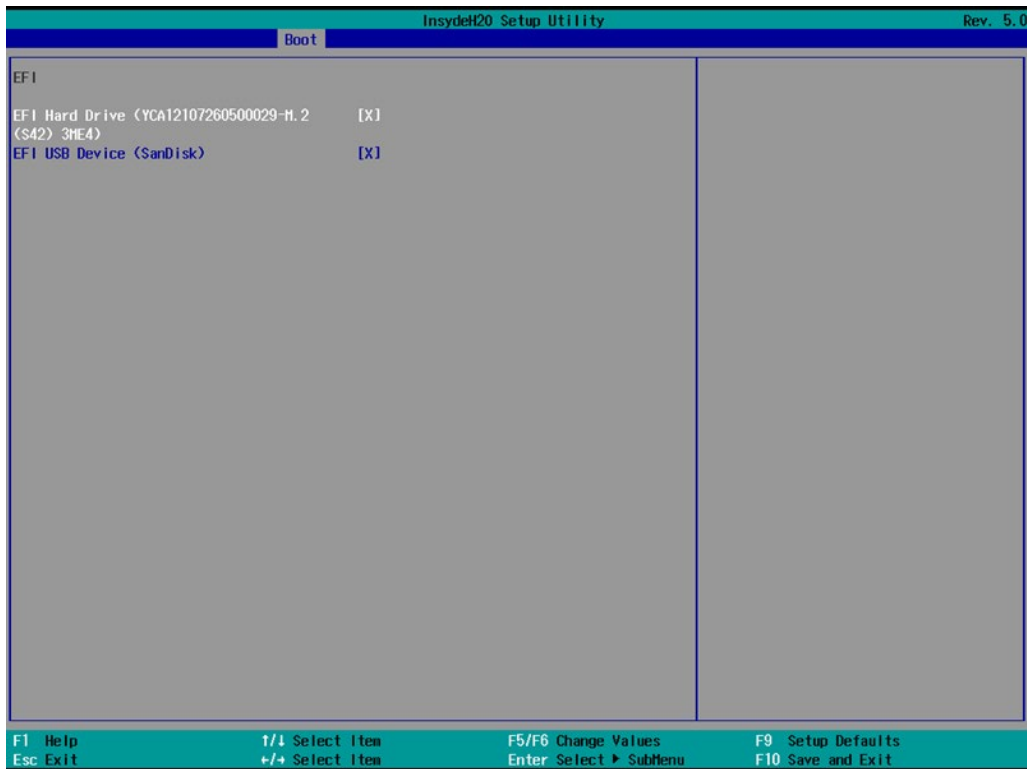 InsydeH2O Setup Utility Rev. 5.0
Boot
EFI
EFI Hard Drive (YCA12107260500029-M.2 [X]
(S42) 3ME4)
EFI USB Device (SanDisk) [X]
F1 Help ↑/↓ Select Item F5/F6 Change Values F9 Setup Defaults
Esc Exit ←/→ Select Item Enter Select ▶ SubMenu F10 Save and Exit